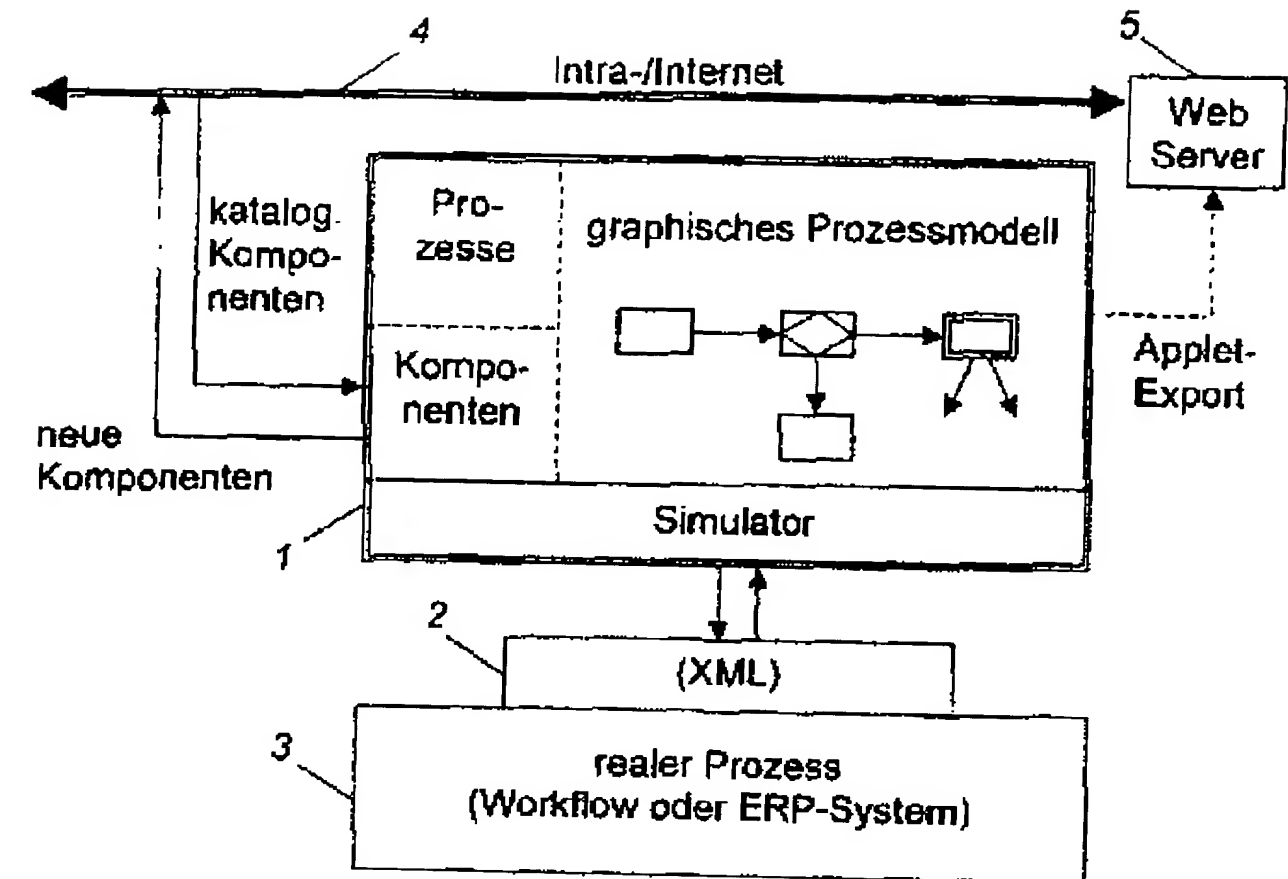 4
5
Intra-/Internet
Web
Server
katalog.
Kompo-
nenten
Pro-
zesse
graphisches Prozessmodell
Kompo-
nenten
Applet-
Export
neue
Komponenten
Simulator
1
2
(XML)
3
realer Prozess
(Workflow oder ERP-System)